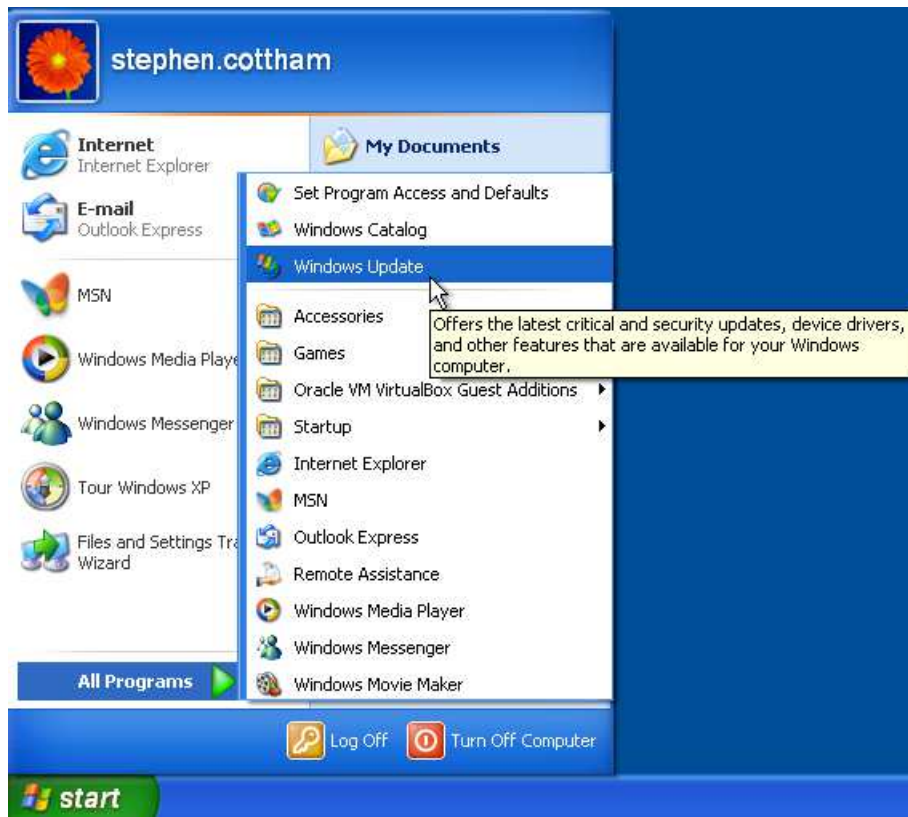 stephen.cottham
Internet
Internet Explorer
E-mail
Outlook Express
MSN
Windows Media Playe
Windows Messenger
Tour Windows XP
Files and Settings Tra
Wizard
All Programs
My Documents
Set Program Access and Defaults
Windows Catalog
Windows Update
Accessories
Games
Oracle VM VirtualBox Guest Additions
Startup
Internet Explorer
MSN
Outlook Express
Remote Assistance
Windows Media Player
Windows Messenger
Windows Movie Maker
Offers the latest critical and security updates, device drivers,
and other features that are available for your Windows
computer.
Log Off
Turn Off Computer
start